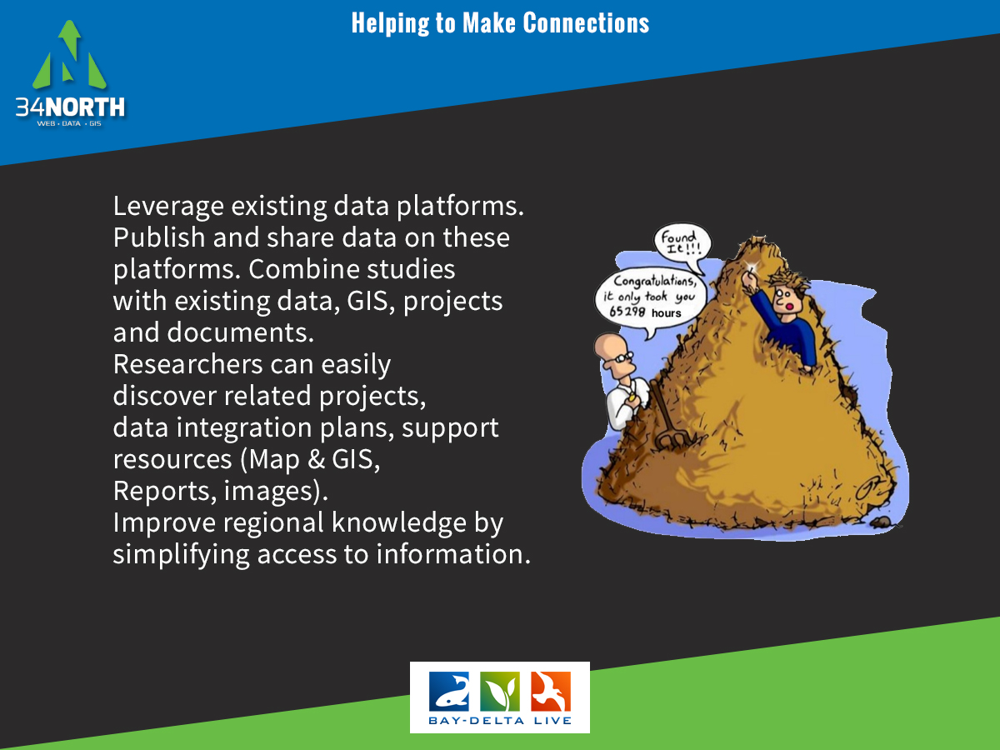 Helping to Make Connections
34NORTH
WEB • DATA • GIS
Leverage existing data platforms.
Publish and share data on these
platforms. Combine studies
with existing data, GIS, projects
and documents.
Researchers can easily
discover related projects,
data integration plans, support
resources (Map & GIS,
Reports, images).
Improve regional knowledge by
simplifying access to information.
Found
It!!!
Congratulations,
it only took you
65298 hours
BAY-DELTA LIVE